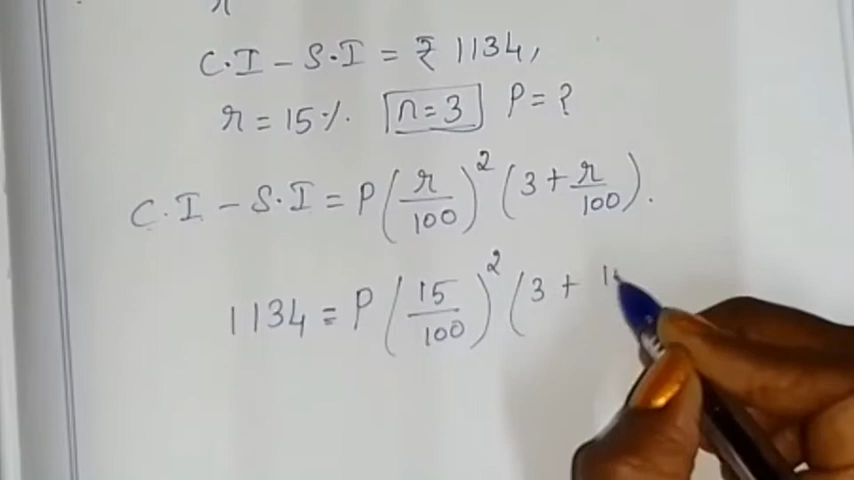 C.I - S.I = ₹ 1134,
r = 15% n=3 P = ?
C.I - S.I = P(r/100)²(3 + r/100).
1134 = P(15/100)²(3 +